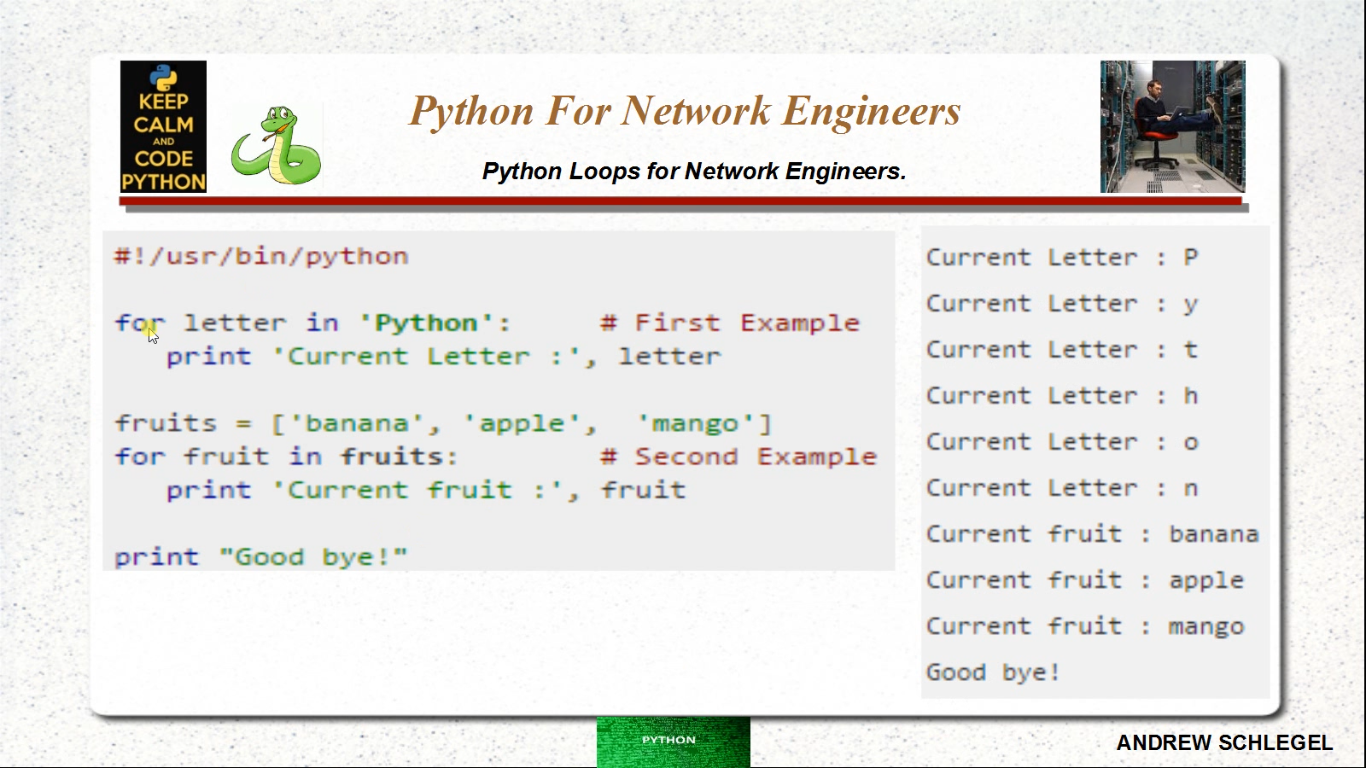 KEEP
CALM
AND
CODE
PYTHON
Python For Network Engineers
Python Loops for Network Engineers.
#!/usr/bin/python
for letter in 'Python':     # First Example
   print 'Current Letter :', letter
fruits = ['banana', 'apple',  'mango']
for fruit in fruits:        # Second Example
   print 'Current fruit :', fruit
print "Good bye!"
Current Letter : P
Current Letter : y
Current Letter : t
Current Letter : h
Current Letter : o
Current Letter : n
Current fruit : banana
Current fruit : apple
Current fruit : mango
Good bye!
PYTHON
ANDREW SCHLEGEL